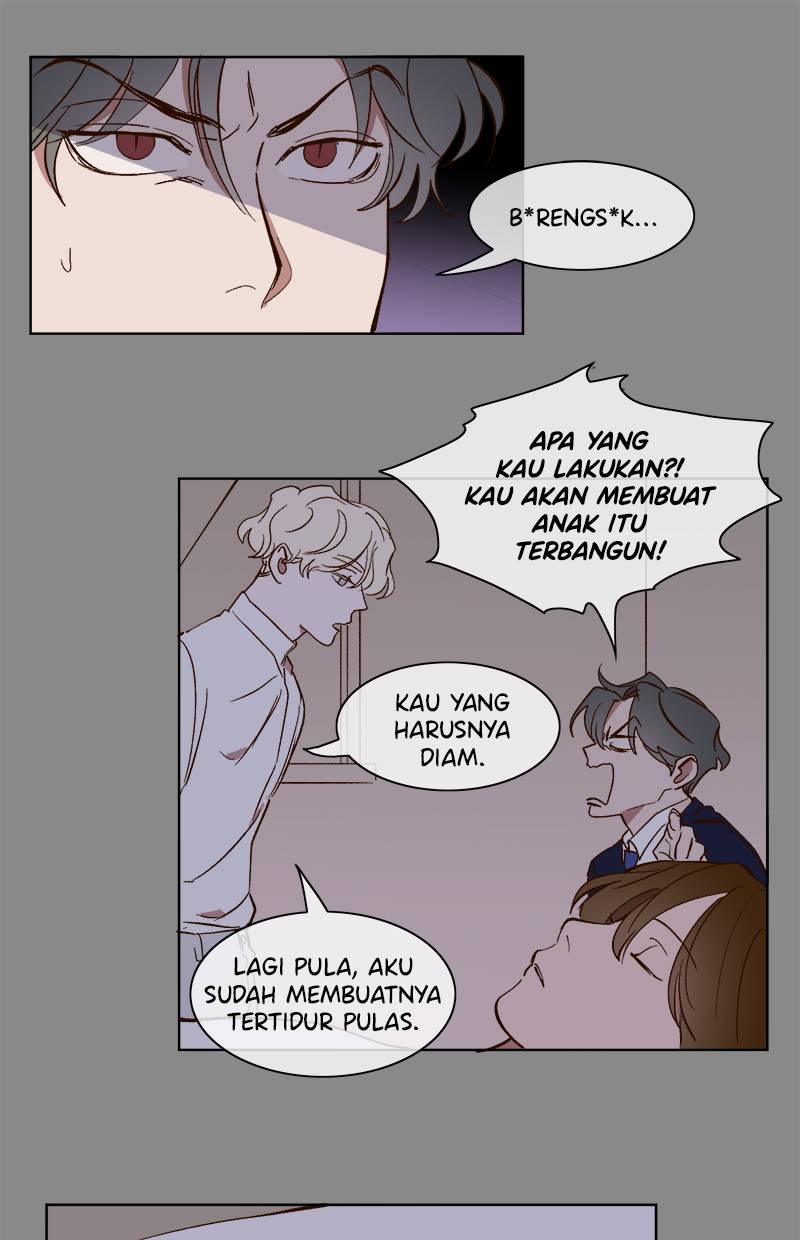 B*RENGS*K...
APA YANG
KAU LAKUKAN?!
KAU AKAN MEMBUAT
ANAK ITU
TERBANGUN!
KAU YANG
HARUSNYA
DIAM.
LAGI PULA, AKU
SUDAH MEMBUATNYA
TERTIDUR PULAS.